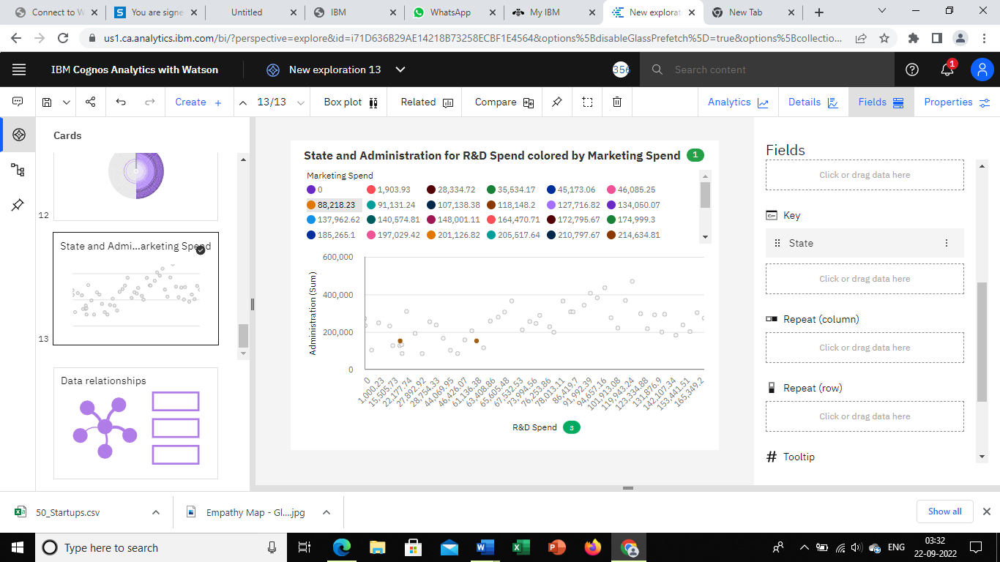 Connect to W
You are signe
Untitled
IBM
WhatsApp
My IBM
New explorat
New Tab
us1.ca.analytics.ibm.com/bi/?perspective=explore&id=i71D636B29AE14218B73258ECBF1E4564&options%5BdisableGlassPrefetch%5D=true&options%5Bcollectio...
IBM Cognos Analytics with Watson
New exploration 13
356
Search content
1
Create +
13/13
Box plot
Related
Compare
Analytics
Details
Fields
Properties
Cards
12
State and Admi...arketing Spend
13
Data relationships
State and Administration for R&D Spend colored by Marketing Spend 1
Marketing Spend
0 1,903.93 28,334.72 35,534.17 45,173.06 46,085.25
88,218.23 91,131.24 107,138.38 118,148.2 127,716.82 134,050.07
137,962.62 140,574.81 148,001.11 164,470.71 172,795.67 174,999.3
185,265.1 197,029.42 201,126.82 205,517.64 210,797.67 214,634.81
Administration (Sum)
600,000
400,000
200,000
0
0 1,000.23 15,505.73 22,177.74 27,892.92 28,754.33 44,069.95 46,426.07 61,136.38 63,408.86 65,605.48 67,532.53 73,994.56 76,253.86 78,013.11 86,419.7 91,992.39 94,657.16 101,913.08 119,943.24 123,334.88 131,876.9 142,107.34 153,441.51 165,349.2
R&D Spend 3
Fields
Click or drag data here
Key
State
Click or drag data here
Repeat (column)
Click or drag data here
Repeat (row)
Click or drag data here
Tooltip
50_Startups.csv
Empathy Map - Gl....jpg
Show all
Type here to search
ENG
03:32
22-09-2022